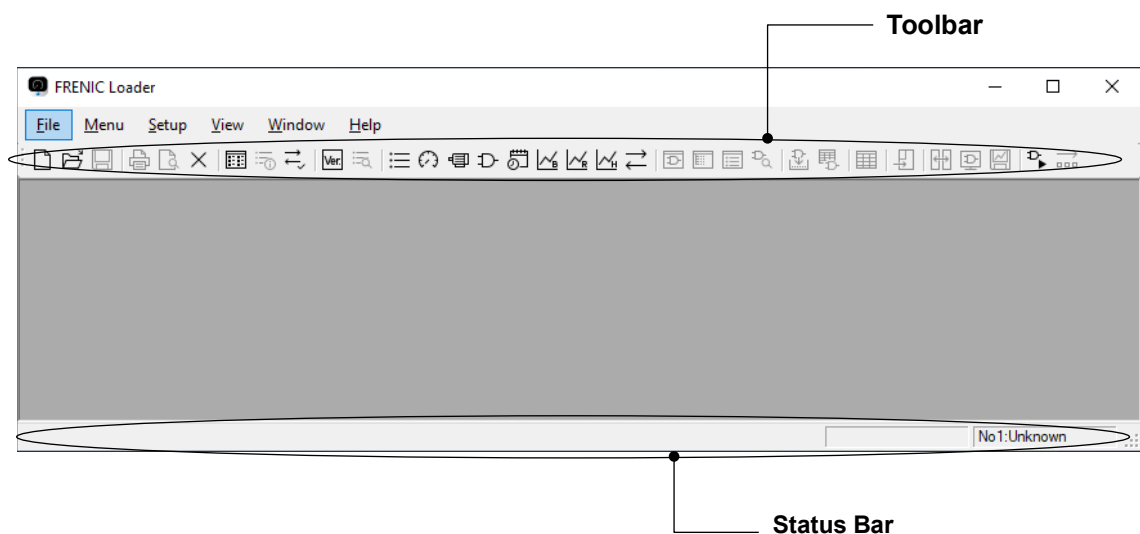 Toolbar
FRENIC Loader
File Menu Setup View Window Help
Ver. B R H
No1:Unknown
Status Bar